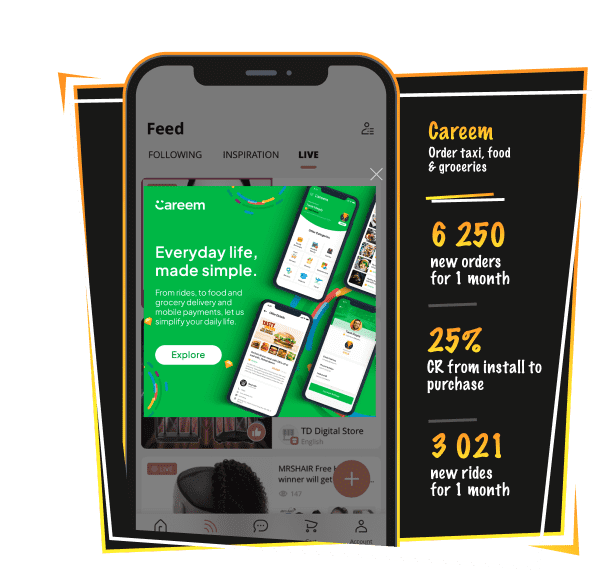 Feed
FOLLOWING INSPIRATION LIVE
Careem
Everyday life,
made simple.
From rides, to food and
grocery delivery and
mobile payments, let us
simplify your daily life.
Explore
TASTY
TD Digital Store
English
LIVE
MRSHAIR Free
winner will get
147
Account
Careem
Order taxi, food
& groceries
6 250
new orders
for 1 month
25%
CR from install to
purchase
3 021
new rides
for 1 month